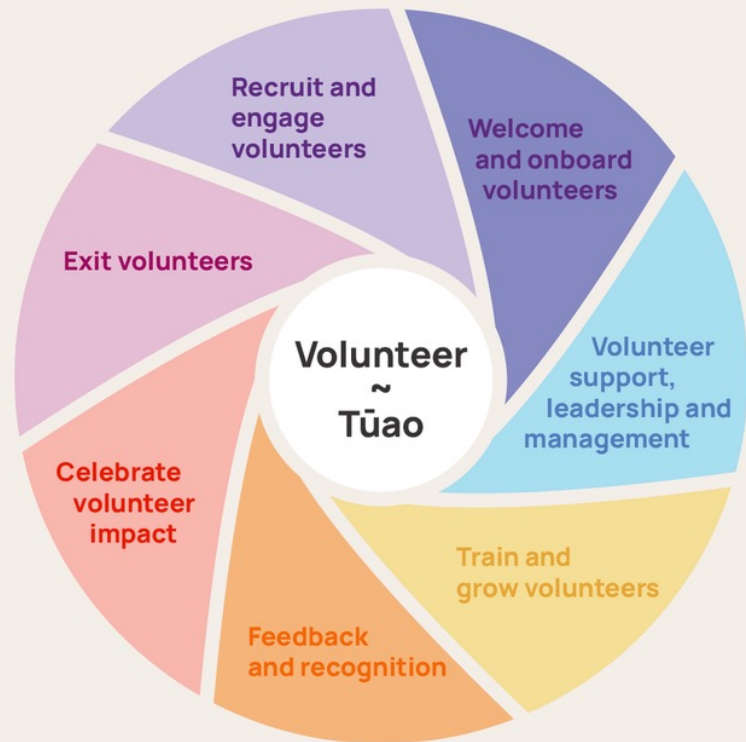 Recruit and
engage
volunteers
Welcome
and onboard
volunteers
Volunteer
support,
leadership and
management
Train and
grow volunteers
Feedback
and recognition
Celebrate
volunteer
impact
Exit volunteers
Volunteer
~
Tūao